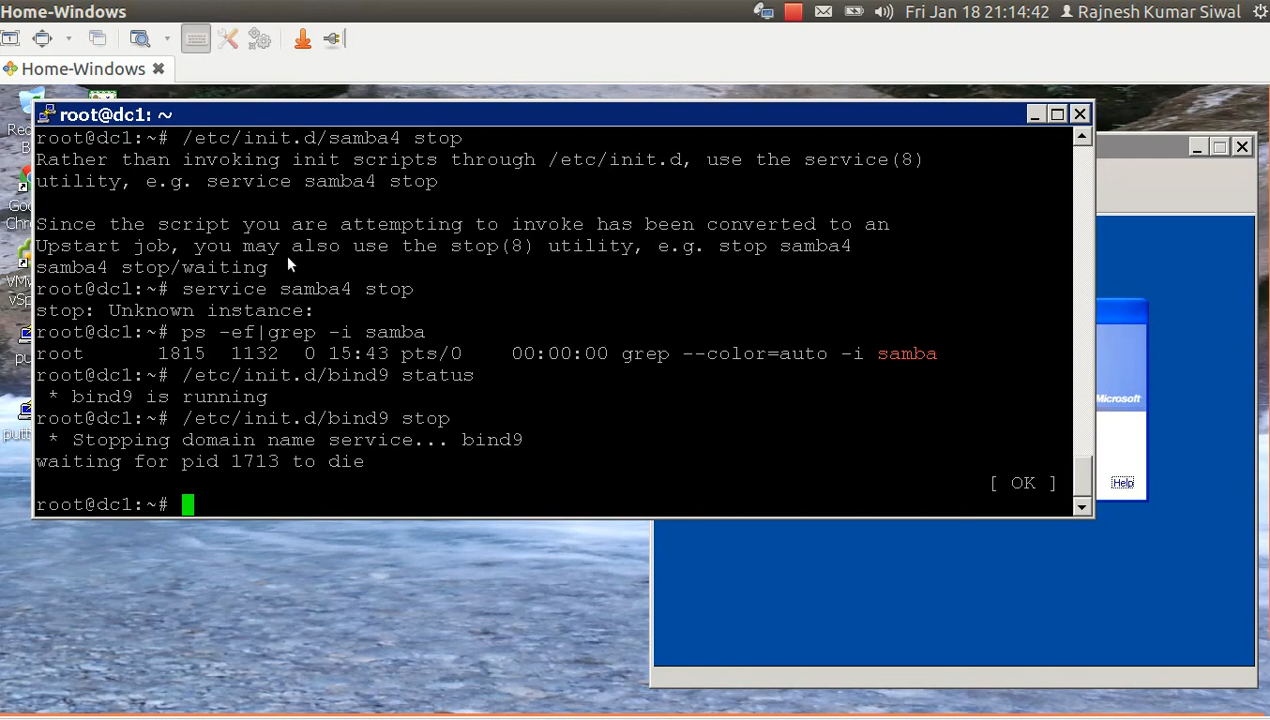 Home-Windows
Fri Jan 18 21:14:42
Rajnesh Kumar Siwal
Home-Windows
root@dc1: ~
root@dc1:~# /etc/init.d/samba4 stop
Rather than invoking init scripts through /etc/init.d, use the service(8)
utility, e.g. service samba4 stop
Since the script you are attempting to invoke has been converted to an
Upstart job, you may also use the stop(8) utility, e.g. stop samba4
samba4 stop/waiting
root@dc1:~# service samba4 stop
stop: Unknown instance:
root@dc1:~# ps -ef|grep -i samba
root      1815  1132  0 15:43 pts/0    00:00:00 grep --color=auto -i samba
root@dc1:~# /etc/init.d/bind9 status
* bind9 is running
root@dc1:~# /etc/init.d/bind9 stop
* Stopping domain name service... bind9
waiting for pid 1713 to die
[ OK ]
root@dc1:~#
Microsoft
Help